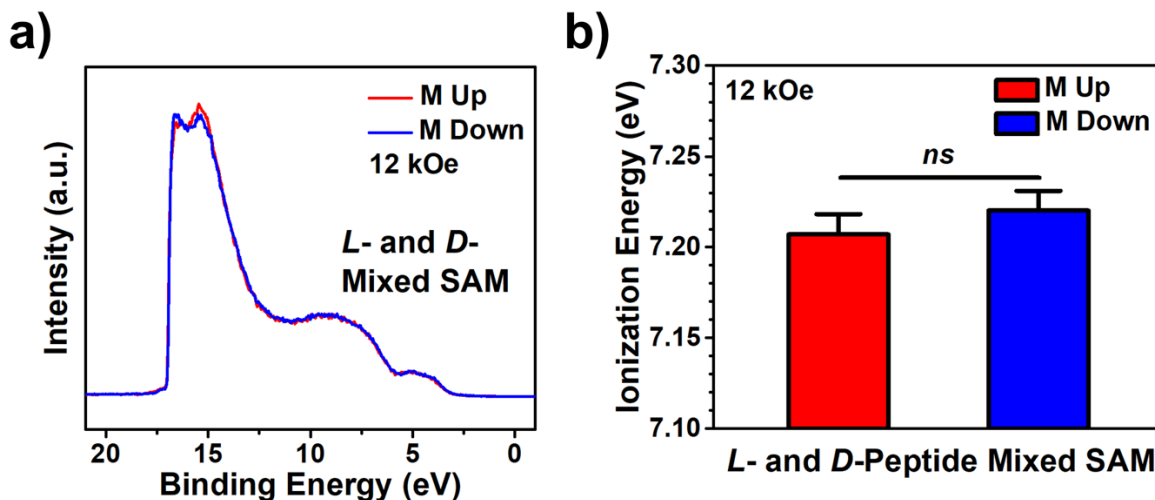 a)
M Up
M Down
12 kOe
L- and D-
Mixed SAM
Intensity (a.u.)
20 15 10 5 0
Binding Energy (eV)
b)
7.30
7.25
7.20
7.15
7.10
Ionization Energy (eV)
12 kOe
M Up
M Down
ns
L- and D-Peptide Mixed SAM